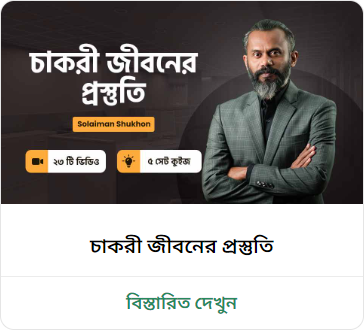 চাকরী জীবনের
প্রস্তুতি
Solaiman Shukhon
২৩ টি ভিডিও
৫ সেট কুইজ
চাকরী জীবনের প্রস্তুতি
বিস্তারিত দেখুন